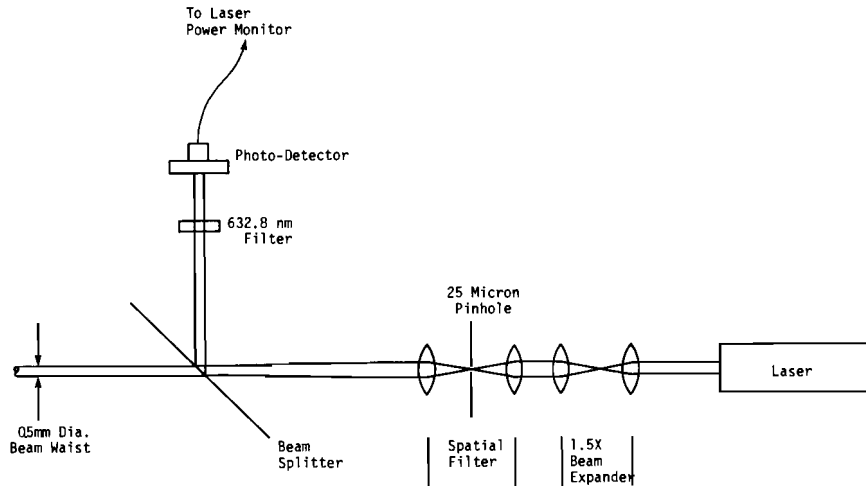 To Laser
Power Monitor
Photo-Detector
632.8 nm
Filter
25 Micron
Pinhole
Laser
0.5mm Dia.
Beam Waist
Beam
Splitter
Spatial
Filter
1.5X
Beam
Expander